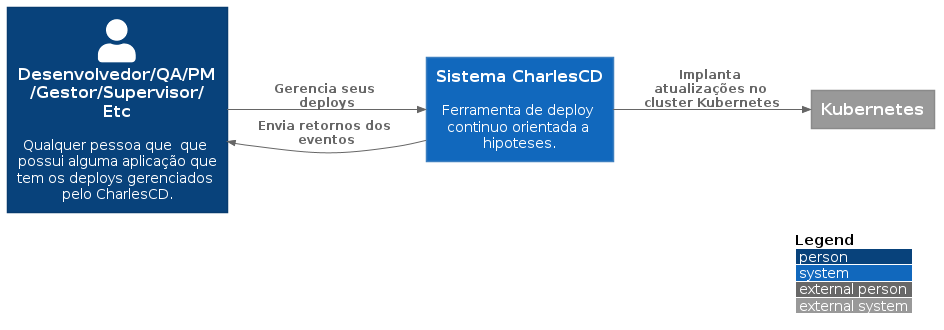 Desenvolvedor/QA/PM
/Gestor/Supervisor/
Etc
Qualquer pessoa que  que
possui alguma aplicação que
tem os deploys gerenciados
pelo CharlesCD.
Gerencia seus
deploys
Envia retornos dos
eventos
Sistema CharlesCD
Ferramenta de deploy
continuo orientada a
hipoteses.
Implanta
atualizações no
cluster Kubernetes
Kubernetes
Legend
person
system
external person
external system